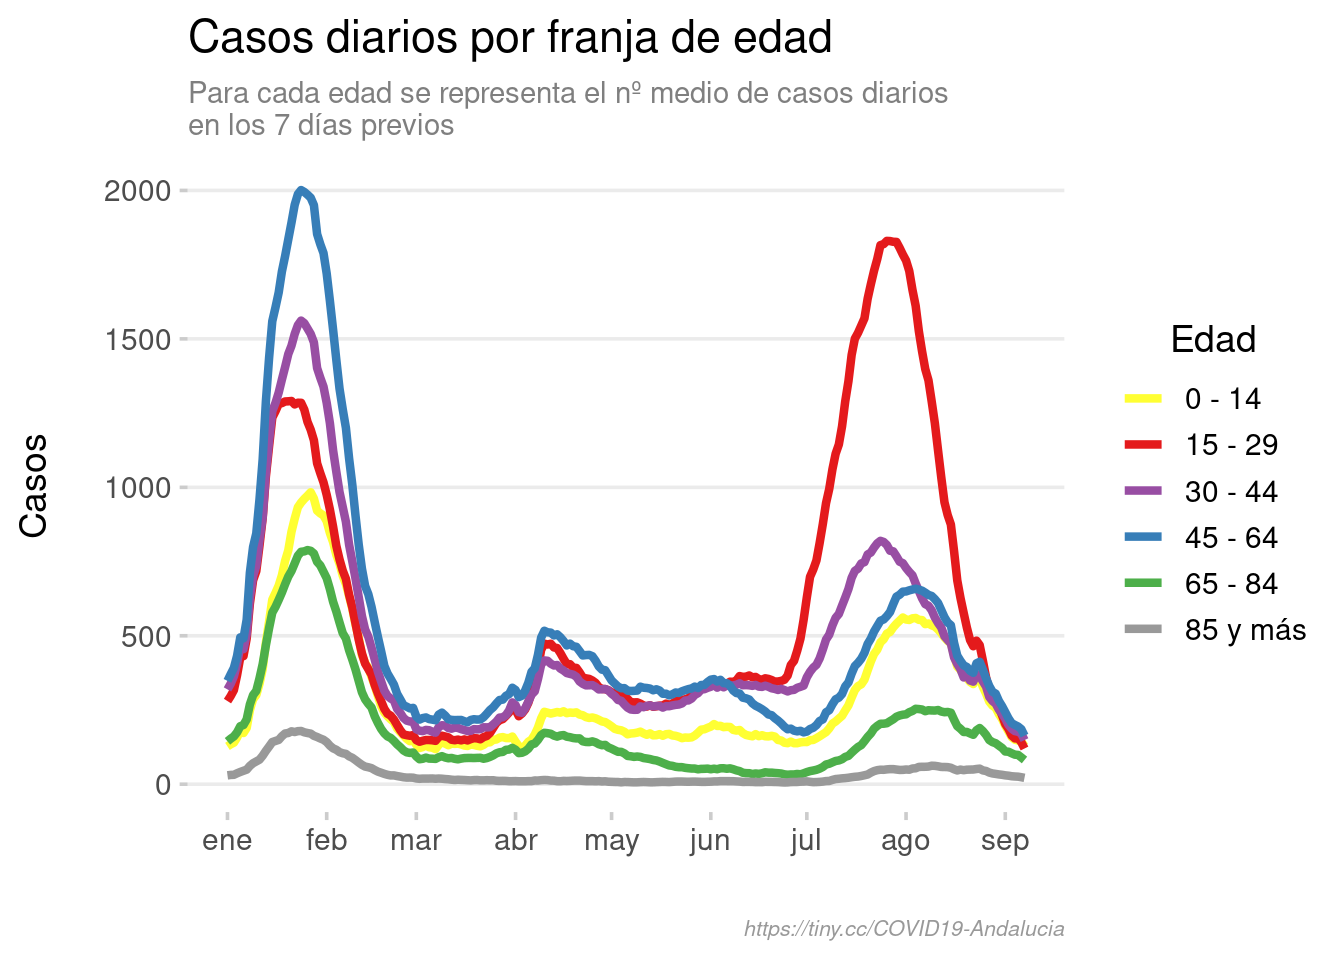 Casos diarios por franja de edad
Para cada edad se representa el nº medio de casos diarios
en los 7 días previos
Casos
2000
1500
1000
500
0
ene feb mar abr may jun jul ago sep
Edad
0 - 14
15 - 29
30 - 44
45 - 64
65 - 84
85 y más
https://tiny.cc/COVID19-Andalucia